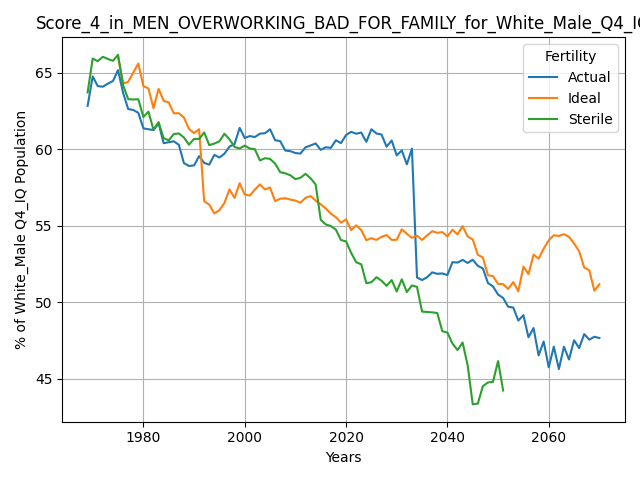 Score_4_in_MEN_OVERWORKING_BAD_FOR_FAMILY_for_White_Male_Q4_IQ
Fertility
Actual
Ideal
Sterile
% of White_Male Q4_IQ Population
65
60
55
50
45
1980 2000 2020 2040 2060
Years